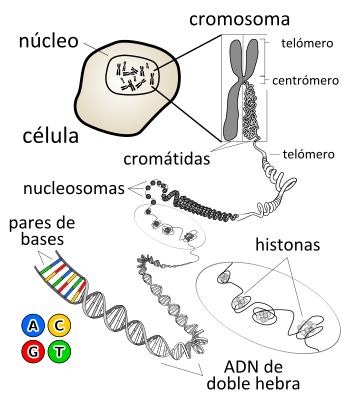 cromosoma
núcleo
telómero
centrómero
célula
cromátidas
telómero
nucleosomas
pares de
bases
histonas
A C
G T
ADN de
doble hebra